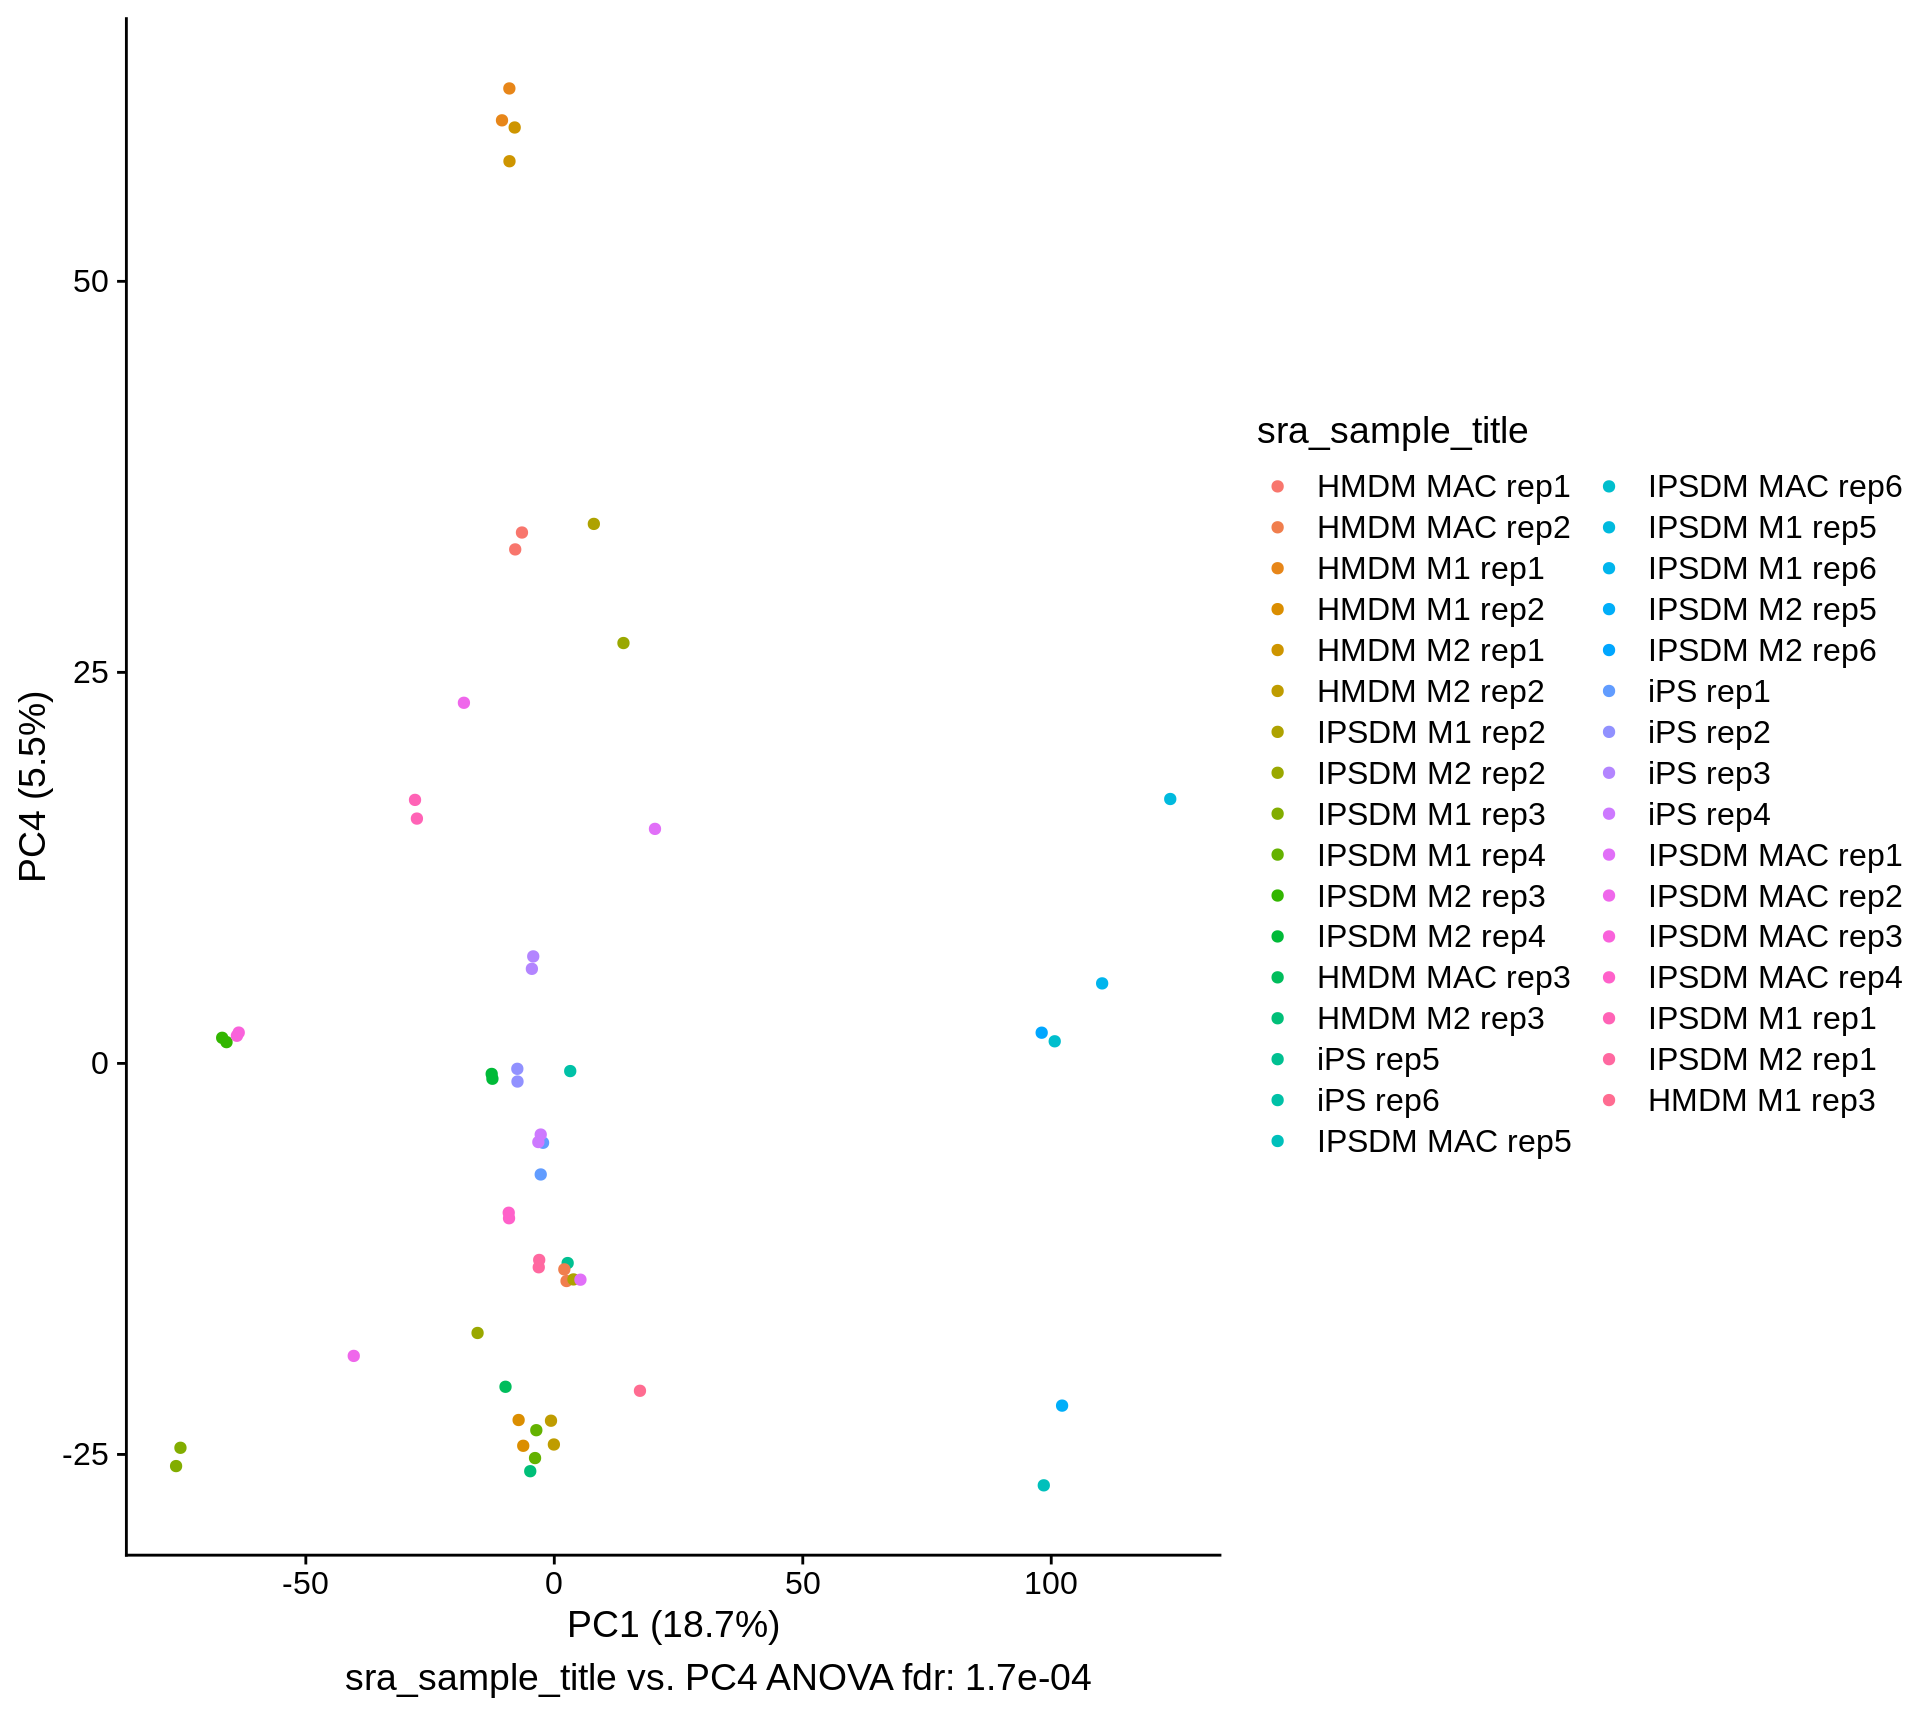 50
25
0
-25
PC4 (5.5%)
-50
0
50
100
PC1 (18.7%)
sra_sample_title vs. PC4 ANOVA fdr: 1.7e-04
sra_sample_title
HMDM MAC rep1
HMDM MAC rep2
HMDM M1 rep1
HMDM M1 rep2
HMDM M2 rep1
HMDM M2 rep2
IPSDM M1 rep2
IPSDM M2 rep2
IPSDM M1 rep3
IPSDM M1 rep4
IPSDM M2 rep3
IPSDM M2 rep4
HMDM MAC rep3
HMDM M2 rep3
iPS rep5
iPS rep6
IPSDM MAC rep5
IPSDM MAC rep6
IPSDM M1 rep5
IPSDM M1 rep6
IPSDM M2 rep5
IPSDM M2 rep6
iPS rep1
iPS rep2
iPS rep3
iPS rep4
IPSDM MAC rep1
IPSDM MAC rep2
IPSDM MAC rep3
IPSDM MAC rep4
IPSDM M1 rep1
IPSDM M2 rep1
HMDM M1 rep3